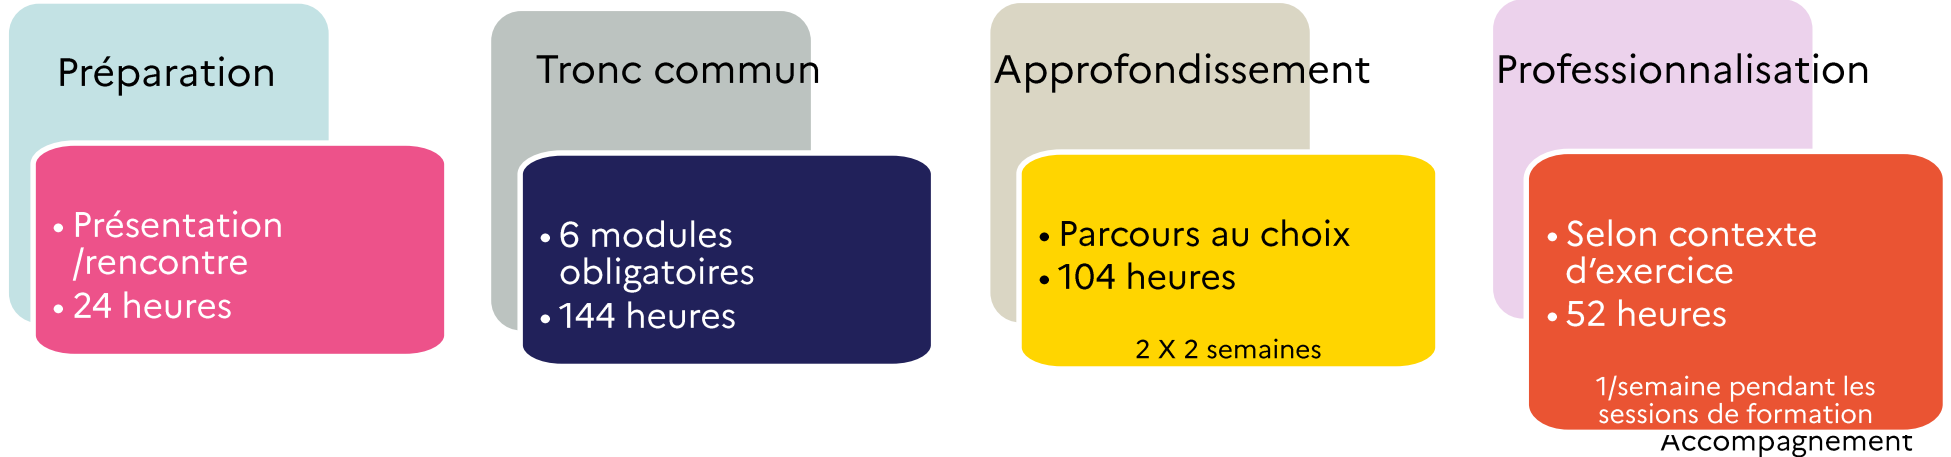 Préparation
• Présentation
/rencontre
• 24 heures
Tronc commun
• 6 modules
obligatoires
• 144 heures
Approfondissement
• Parcours au choix
• 104 heures
2 X 2 semaines
Professionnalisation
• Selon contexte
d’exercice
• 52 heures
1/semaine pendant les
sessions de formation
Accompagnement